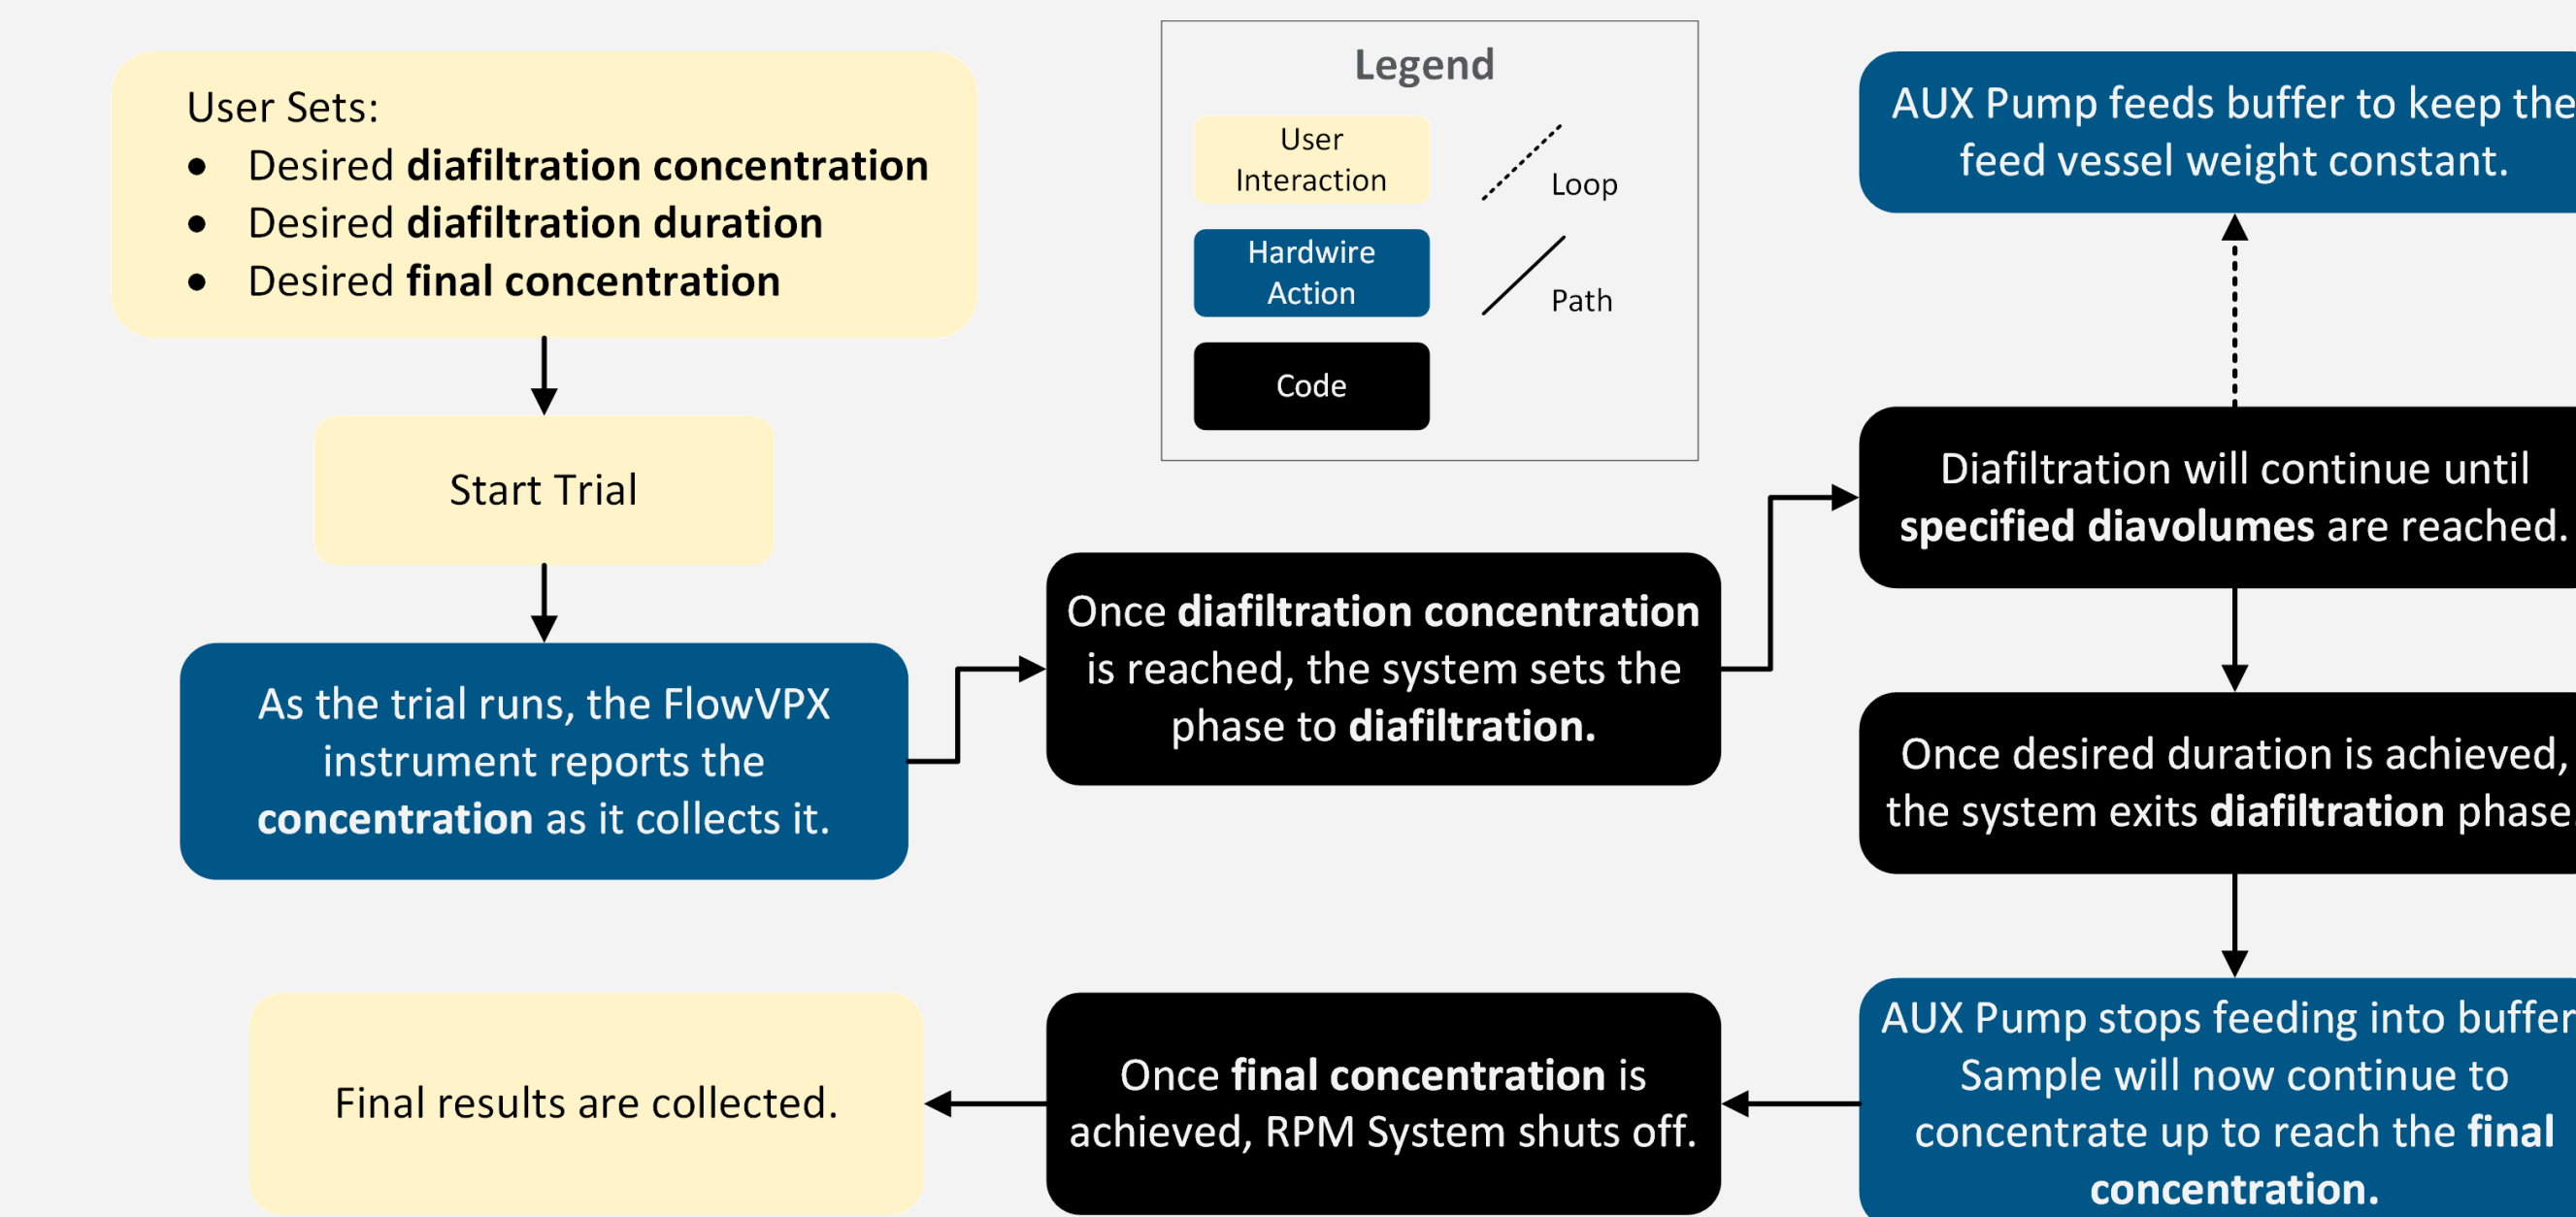 User Sets:
• Desired diafiltration concentration
• Desired diafiltration duration
• Desired final concentration
Start Trial
As the trial runs, the FlowVPX
instrument reports the
concentration as it collects it.
Legend
User
Interaction
Hardwire
Action
Code
Loop
Path
Once diafiltration concentration
is reached, the system sets the
phase to diafiltration.
AUX Pump feeds buffer to keep the
feed vessel weight constant.
Diafiltration will continue until
specified diavolumes are reached.
Once desired duration is achieved,
the system exits diafiltration phase.
AUX Pump stops feeding into buffer
Sample will now continue to
concentrate up to reach the final
concentration.
Once final concentration is
achieved, RPM System shuts off.
Final results are collected.